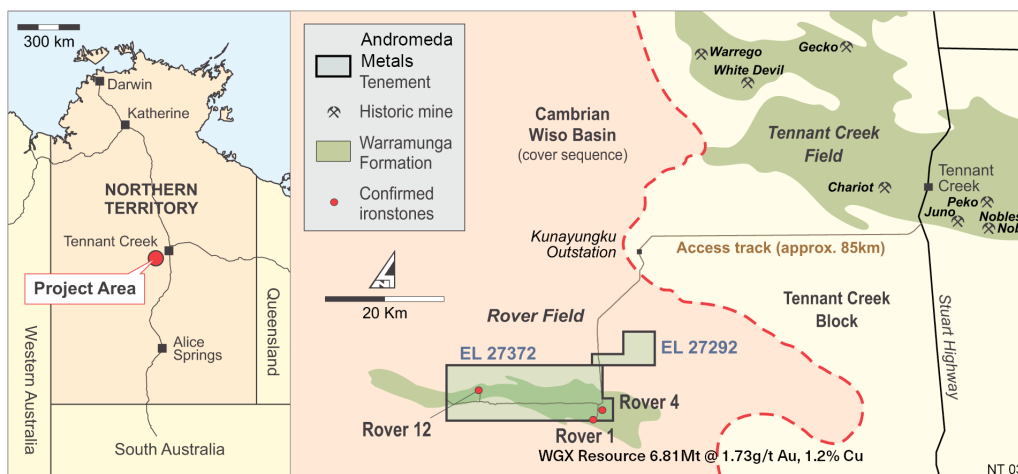 300 km
Darwin
Katherine
NORTHERN
TERRITORY
Tennant Creek
Project Area
Alice
Springs
Western Australia
Queensland
South Australia
Andromeda
Metals
Tenement
Historic mine
Warramunga
Formation
Confirmed
ironstones
20 Km
Cambrian
Wiso Basin
(cover sequence)
Warrego
Gecko
White Devil
Tennant Creek
Field
Chariot
Tennant
Creek
Peko
Juno
Nobles
Nob
Kunayungku
Outstation
Access track (approx. 85km)
Tennant Creek
Block
Stuart Highway
Rover Field
EL 27372
EL 27292
Rover 12
Rover 4
Rover 1
WGX Resource 6.81Mt @ 1.73g/t Au, 1.2% Cu
NT 03